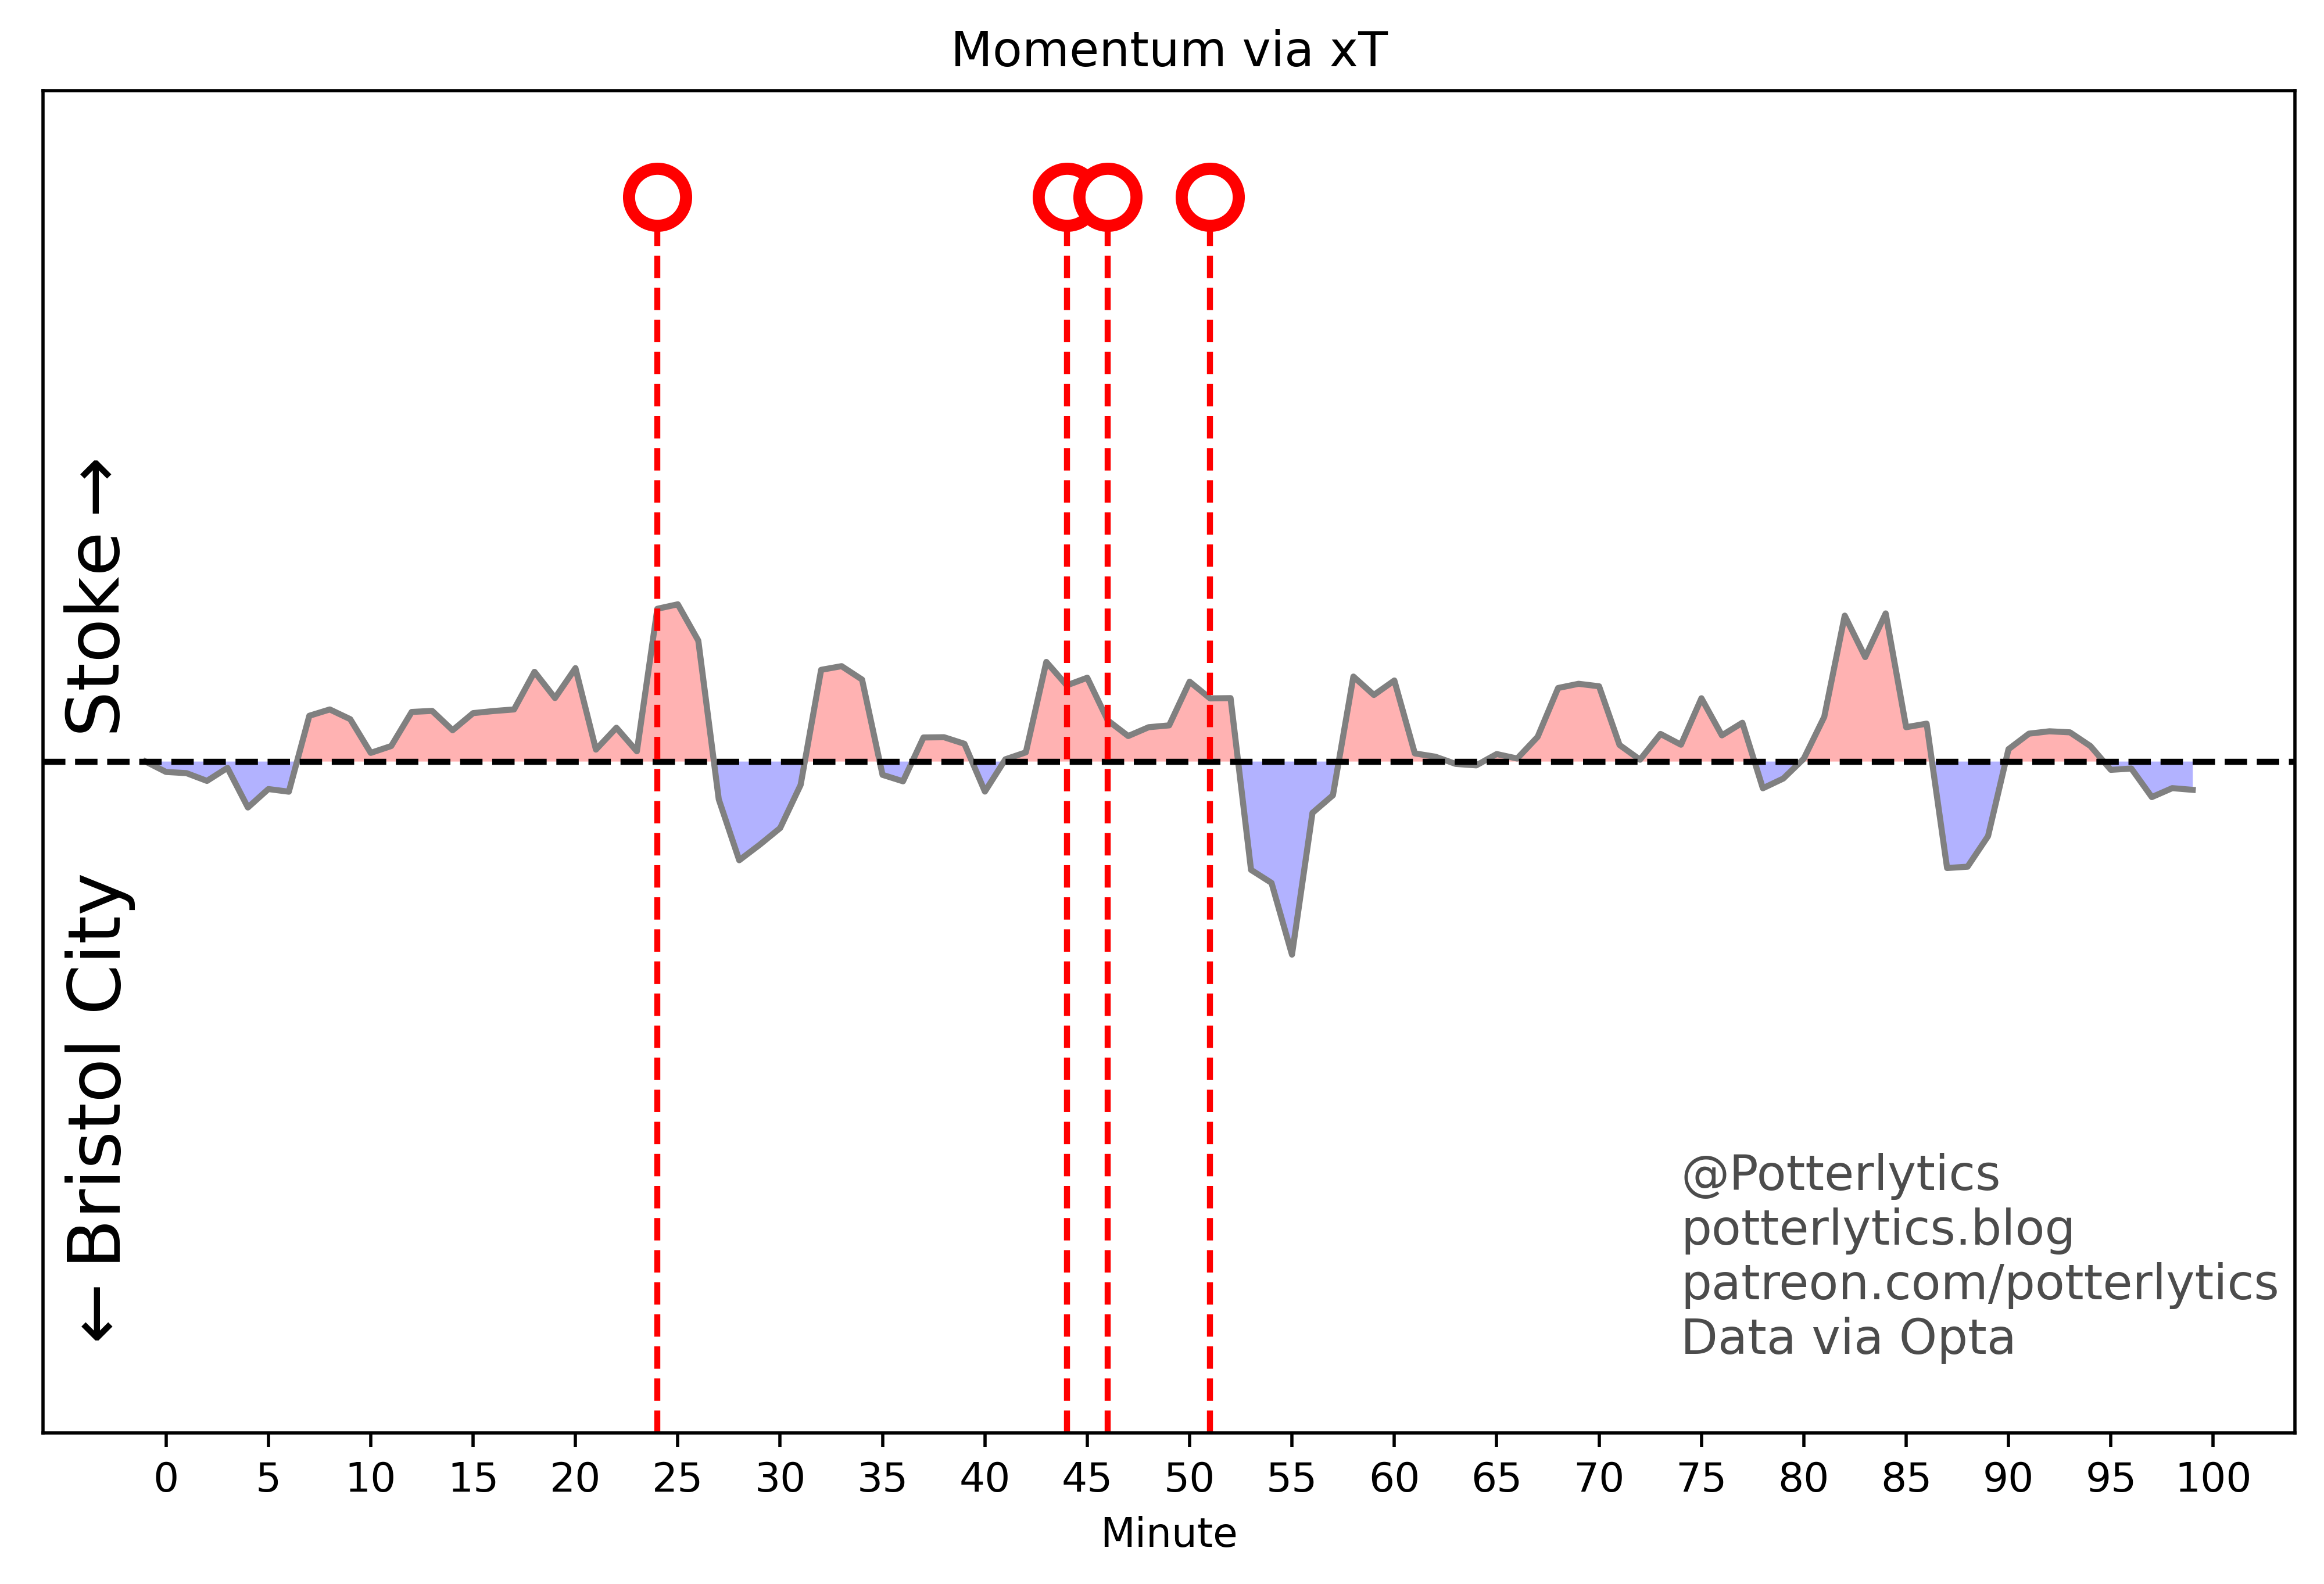 Momentum via xT
Stoke→
←Bristol City
@Potterlytics
potterlytics.blog
patreon.com/potterlytics
Data via Opta
0 5 10 15 20 25 30 35 40 45 50 55 60 65 70 75 80 85 90 95 100
Minute